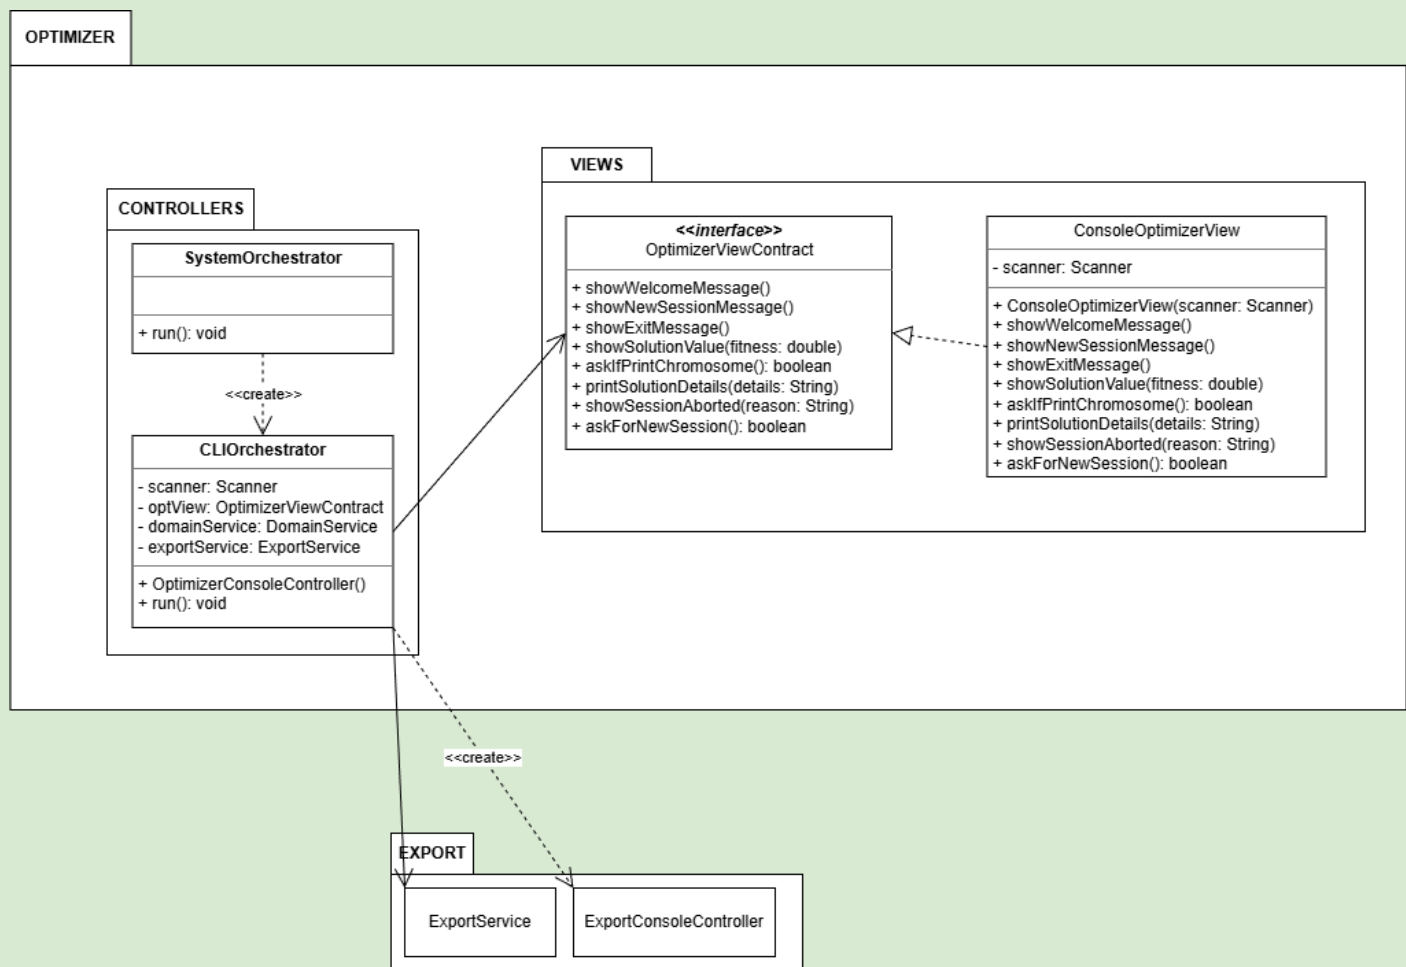 OPTIMIZER
CONTROLLERS
SystemOrchestrator
+ run(): void
<<create>>
CLIOrchestrator
- scanner: Scanner
- optView: OptimizerViewContract
- domainService: DomainService
- exportService: ExportService
+ OptimizerConsoleController()
+ run(): void
VIEWS
<<interface>>
OptimizerViewContract
+ showWelcomeMessage()
+ showNewSessionMessage()
+ showExitMessage()
+ showSolutionValue(fitness: double)
+ askIfPrintChromosome(): boolean
+ printSolutionDetails(details: String)
+ showSessionAborted(reason: String)
+ askForNewSession(): boolean
ConsoleOptimizerView
- scanner: Scanner
+ ConsoleOptimizerView(scanner: Scanner)
+ showWelcomeMessage()
+ showNewSessionMessage()
+ showExitMessage()
+ showSolutionValue(fitness: double)
+ askIfPrintChromosome(): boolean
+ printSolutionDetails(details: String)
+ showSessionAborted(reason: String)
+ askForNewSession(): boolean
<<create>>
EXPORT
ExportService
ExportConsoleController